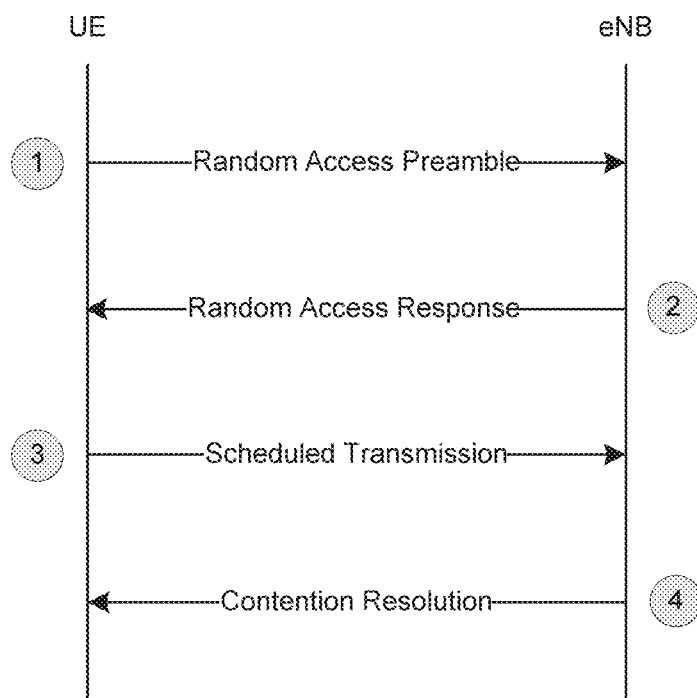 UE
eNB
1
Random Access Preamble
Random Access Response
2
3
Scheduled Transmission
Contention Resolution
4